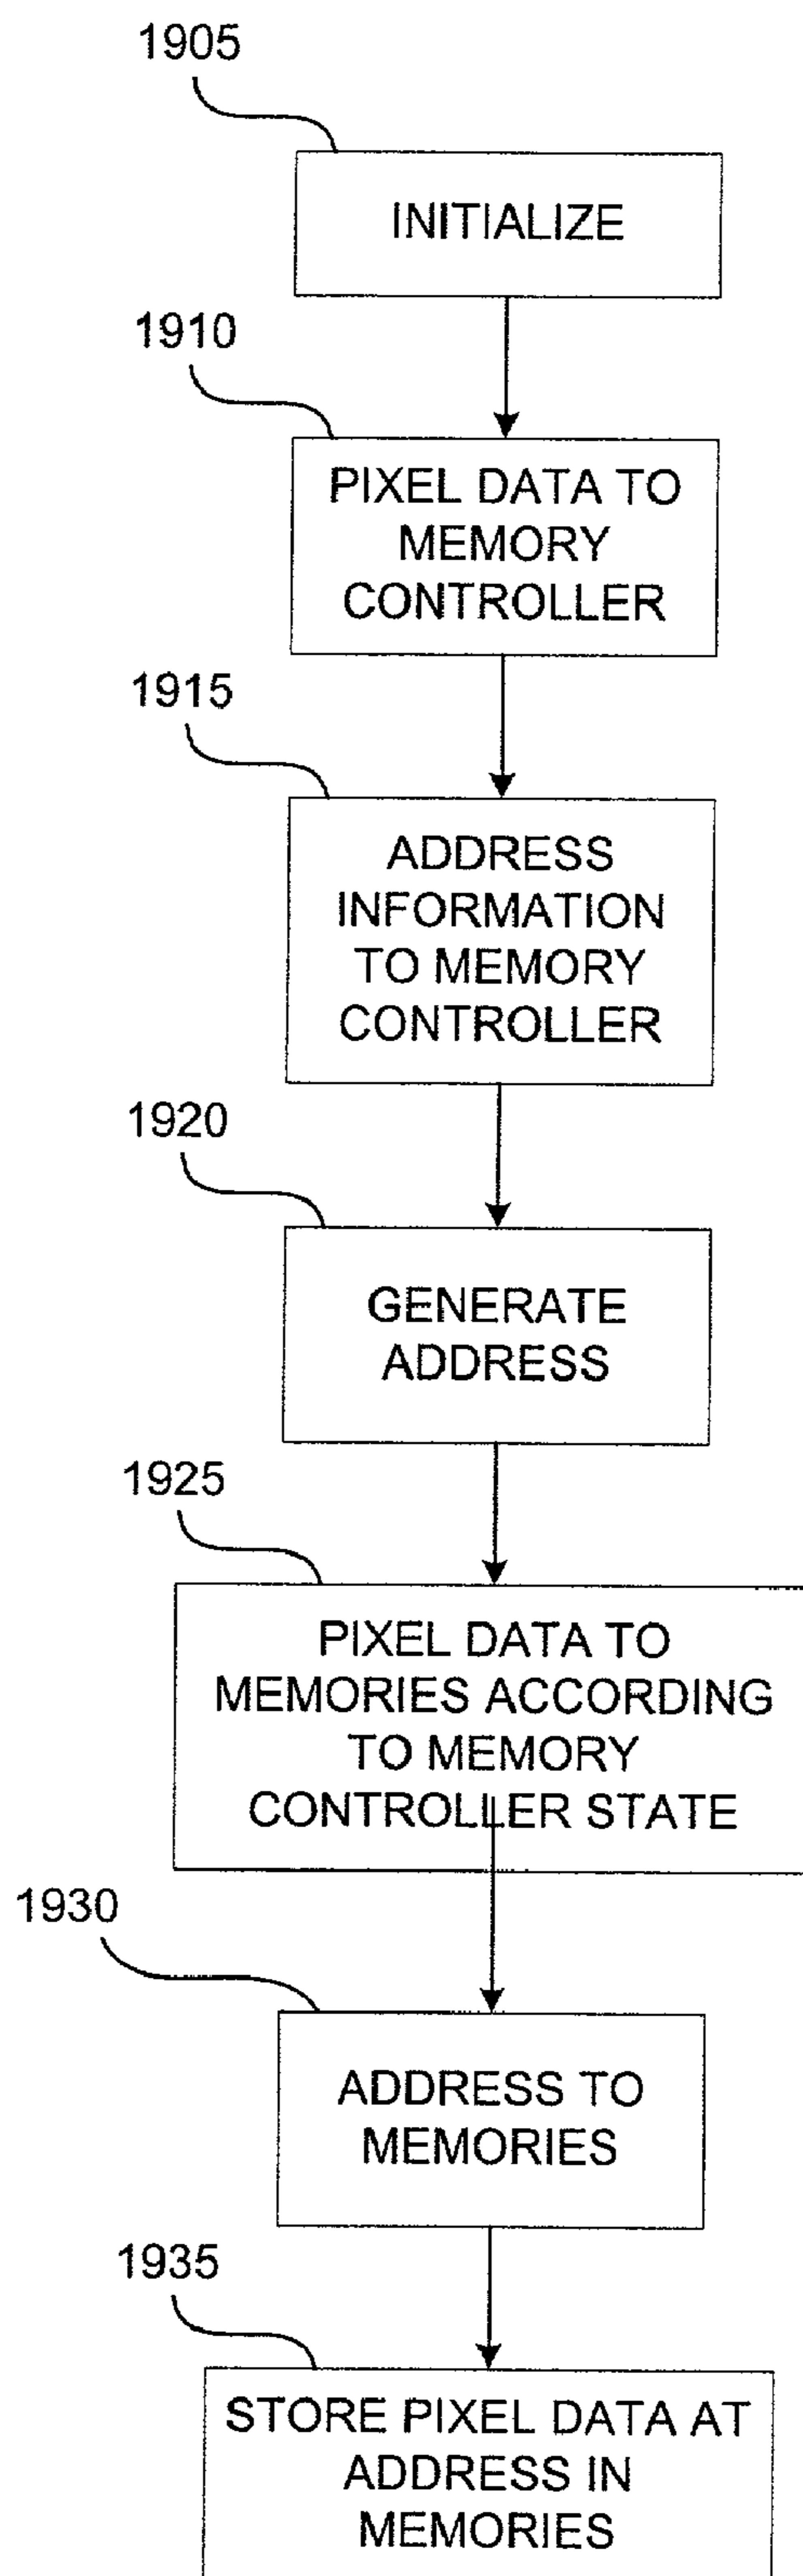 1905
INITIALIZE
1910
PIXEL DATA TO
MEMORY
CONTROLLER
1915
ADDRESS
INFORMATION
TO MEMORY
CONTROLLER
1920
GENERATE
ADDRESS
1925
PIXEL DATA TO
MEMORIES ACCORDING
TO MEMORY
CONTROLLER STATE
1930
ADDRESS TO
MEMORIES
1935
STORE PIXEL DATA AT
ADDRESS IN
MEMORIES